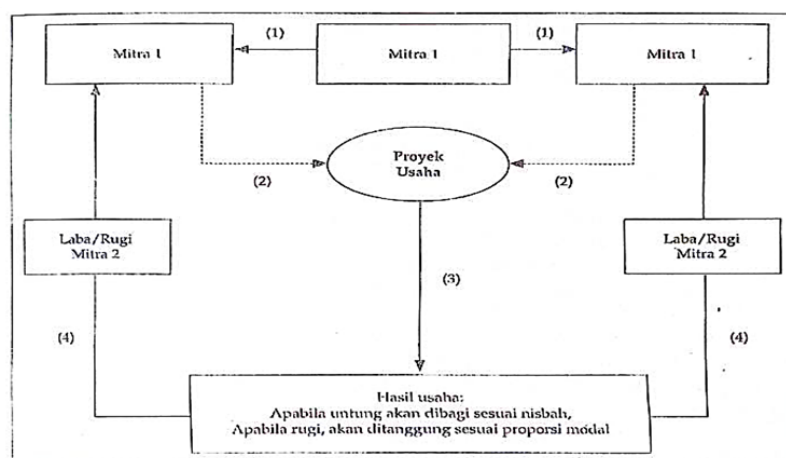 Mitra 1
(1)
Mitra 1
(1)
Mitra 1
(2)
Proyek
Usaha
(2)
Laba/Rugi
Mitra 2
(3)
Laba/Rugi
Mitra 2
(4)
(4)
Hasil usaha:
Apabila untung akan dibagi sesuai nisbah,
Apabila rugi, akan ditanggung sesuai proporsi modal